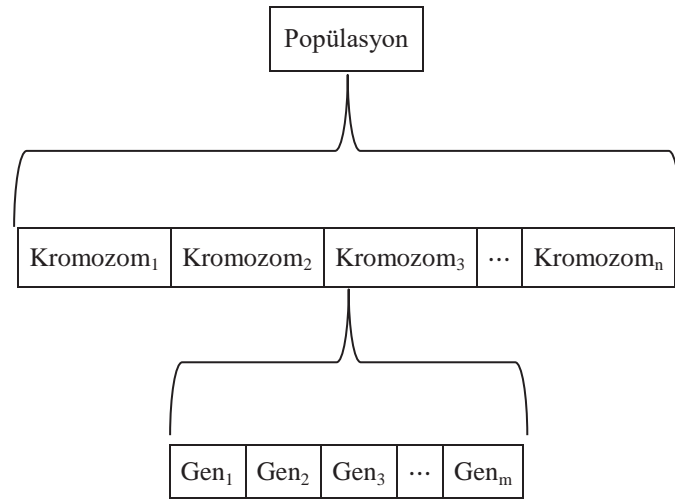 Popülasyon
Kromozom₁ Kromozom₂ Kromozom₃ ... Kromozomₙ
Gen₁ Gen₂ Gen₃ ... Genₘ